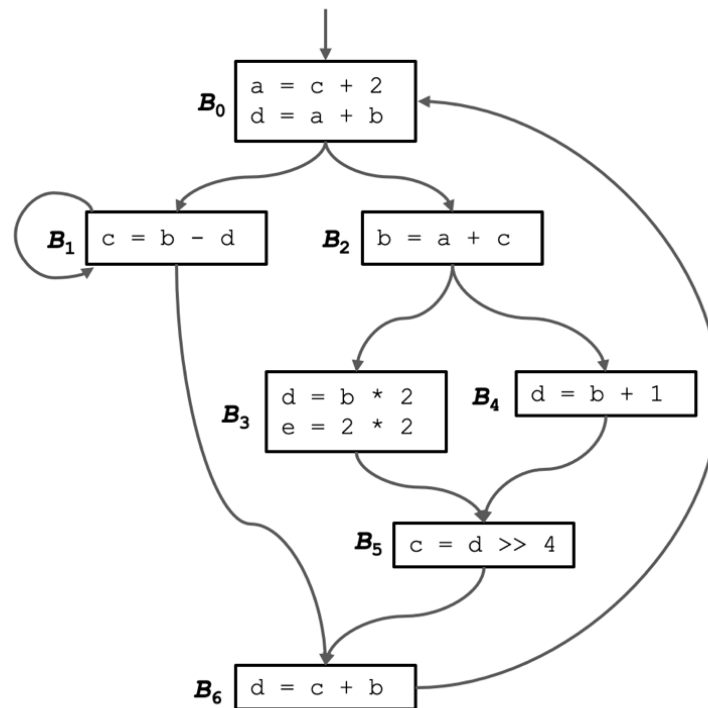 B0
a = c + 2
d = a + b
B1
c = b - d
B2
b = a + c
B3
d = b * 2
e = 2 * 2
B4
d = b + 1
B5
c = d >> 4
B6
d = c + b